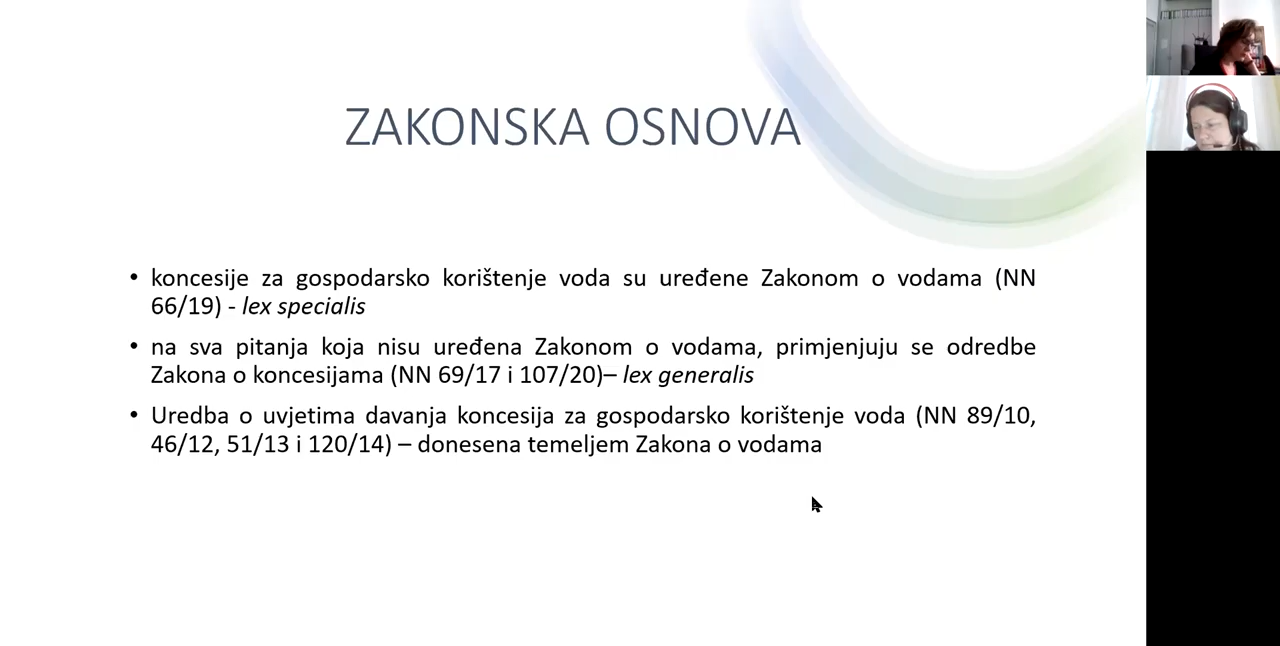 ZAKONSKA OSNOVA
• koncesije za gospodarsko korištenje voda su uređene Zakonom o vodama (NN
66/19) - lex specialis
• na sva pitanja koja nisu uređena Zakonom o vodama, primjenjuju se odredbe
Zakona o koncesijama (NN 69/17 i 107/20)– lex generalis
• Uredba o uvjetima davanja koncesija za gospodarsko korištenje voda (NN 89/10,
46/12, 51/13 i 120/14) – donesena temeljem Zakona o vodama